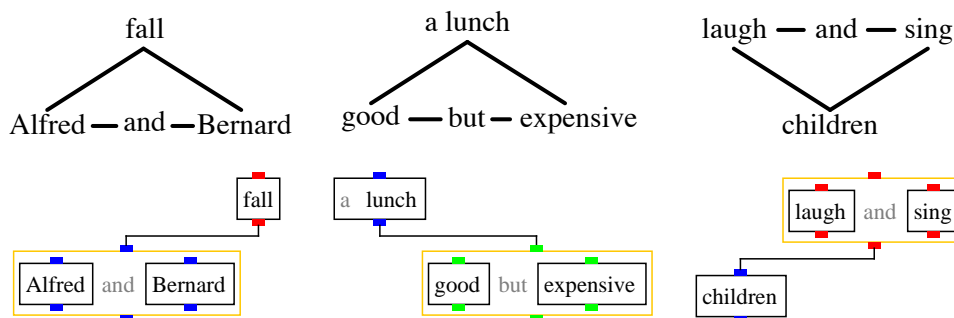 fall
Alfred and Bernard
a lunch
good but expensive
laugh and sing
children
fall
Alfred and Bernard
a lunch
good but expensive
laugh and sing
children